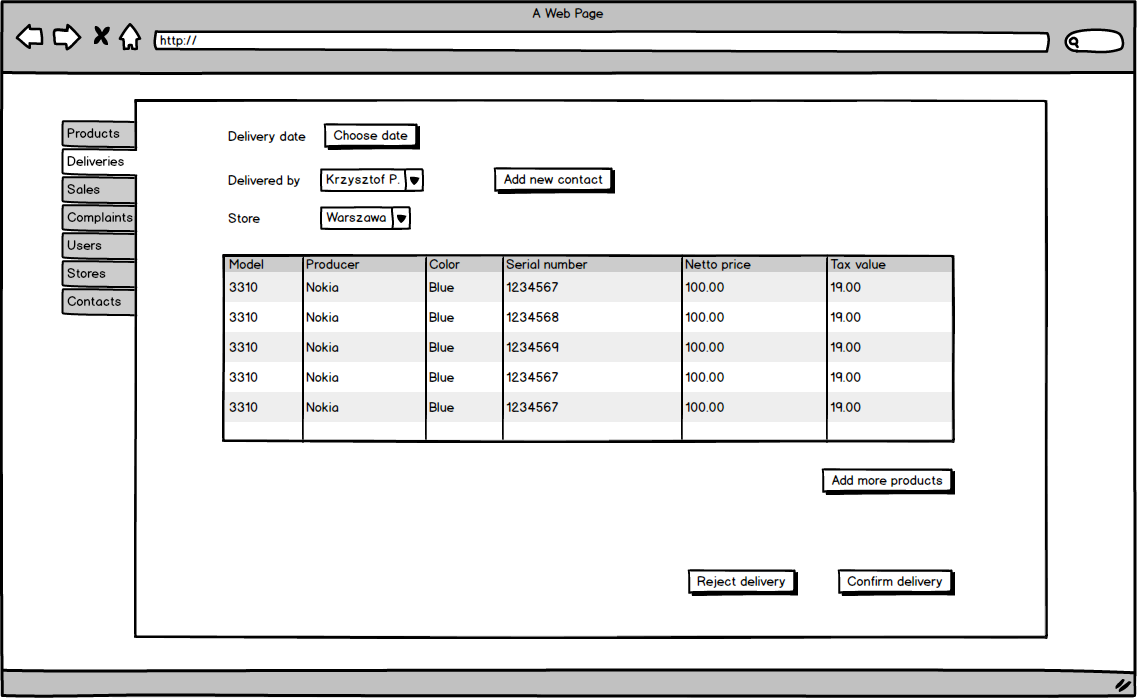 A Web Page
http://
Products
Deliveries
Sales
Complaints
Users
Stores
Contacts
Delivery date Choose date
Delivered by Krzysztof P. Add new contact
Store Warszawa
Model Producer Color Serial number Netto price Tax value
3310 Nokia Blue 1234567 100.00 19.00
3310 Nokia Blue 1234568 100.00 19.00
3310 Nokia Blue 1234569 100.00 19.00
3310 Nokia Blue 1234567 100.00 19.00
3310 Nokia Blue 1234567 100.00 19.00
Add more products
Reject delivery Confirm delivery